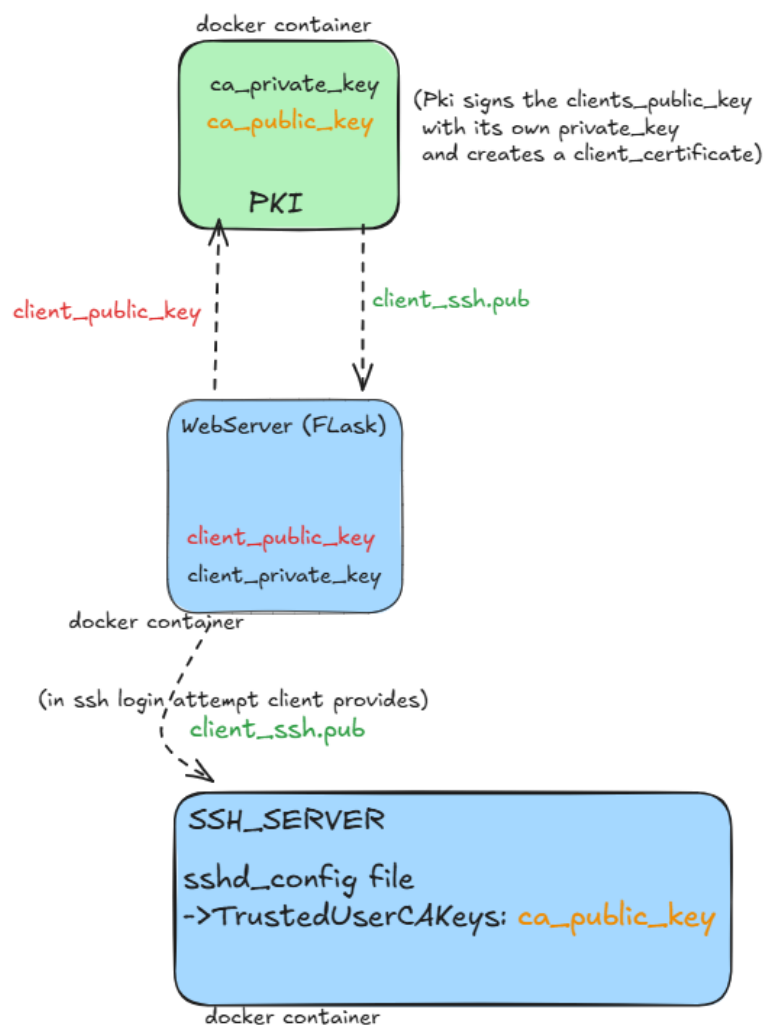 docker container
ca_private_key
ca_public_key
PKI
(Pki signs the clients_public_key
with its own private_key
and creates a client_certificate)
client_public_key
client_ssh.pub
WebServer (FLask)
client_public_key
client_private_key
docker container
(in ssh login attempt client provides)
client_ssh.pub
SSH_SERVER
sshd_config file
->TrustedUserCAKeys: ca_public_key
docker container